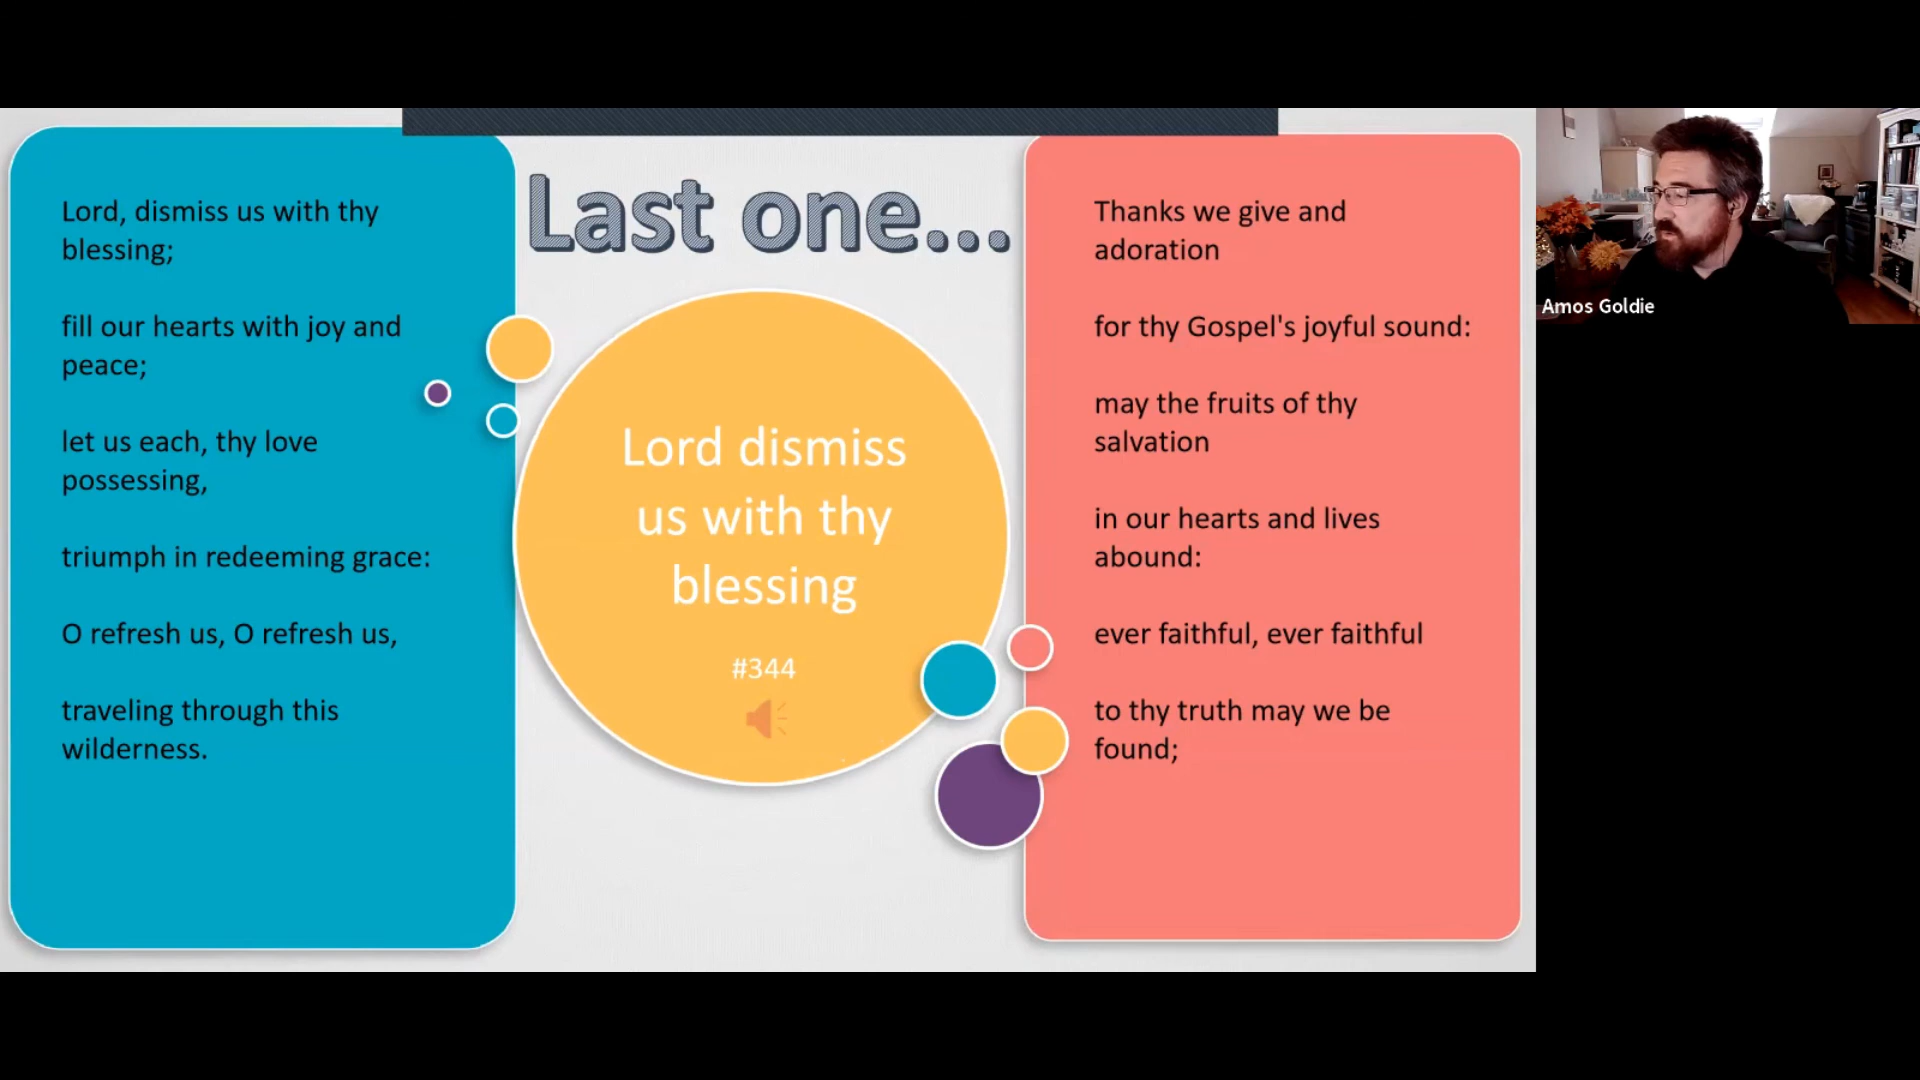 Last one...
Lord, dismiss us with thy
blessing;
fill our hearts with joy and
peace;
let us each, thy love
possessing,
triumph in redeeming grace:
O refresh us, O refresh us,
traveling through this
wilderness.
Lord dismiss
us with thy
blessing
#344
Thanks we give and
adoration
for thy Gospel's joyful sound:
may the fruits of thy
salvation
in our hearts and lives
abound:
ever faithful, ever faithful
to thy truth may we be
found;
Amos Goldie